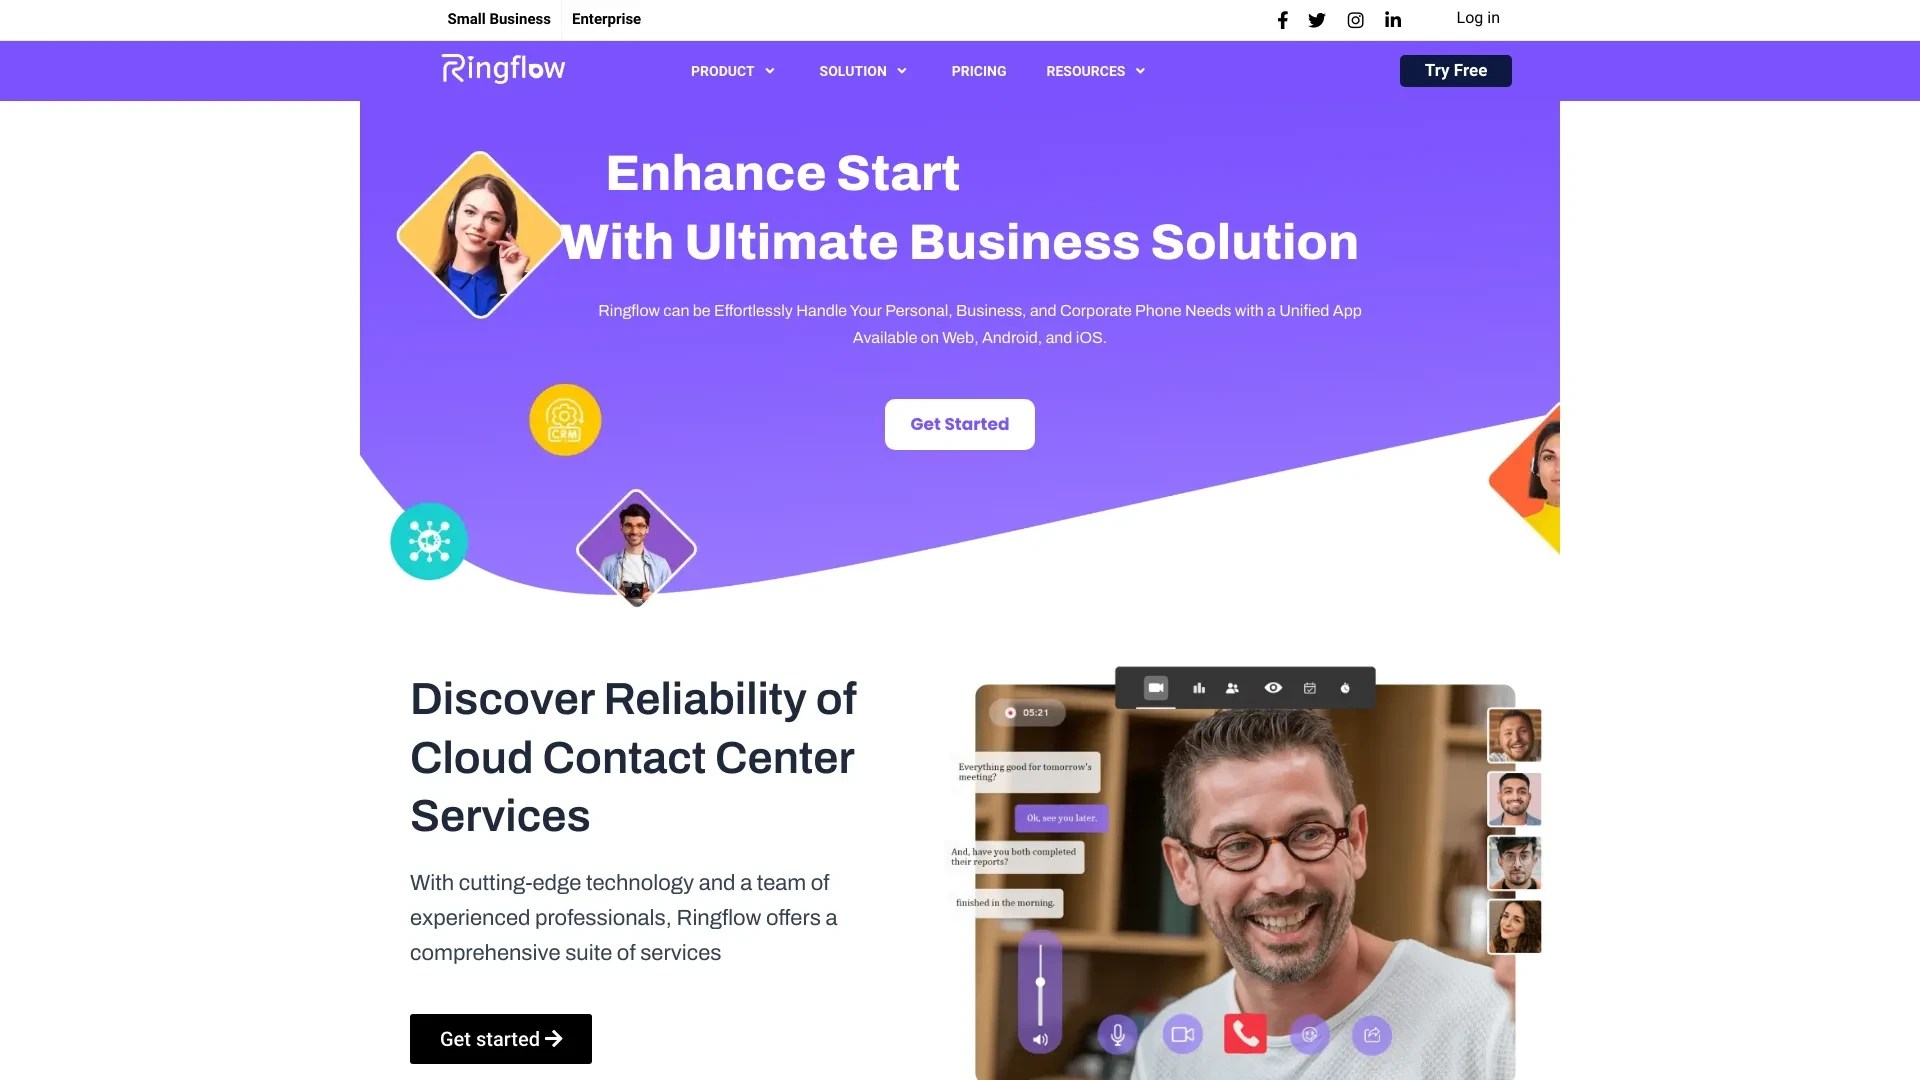 Small Business
Enterprise
Log in
Ringflow
PRODUCT
SOLUTION
PRICING
RESOURCES
Try Free
Enhance Start
With Ultimate Business Solution
Ringflow can be Effortlessly Handle Your Personal, Business, and Corporate Phone Needs with a Unified App
Available on Web, Android, and iOS.
CRM
Get Started
Discover Reliability of
Cloud Contact Center
Services
With cutting-edge technology and a team of
experienced professionals, Ringflow offers a
comprehensive suite of services
Get started
05:21
Everything good for tomorrow's
meeting?
Ok, see you later.
And, have you both completed
their reports?
finished in the morning.